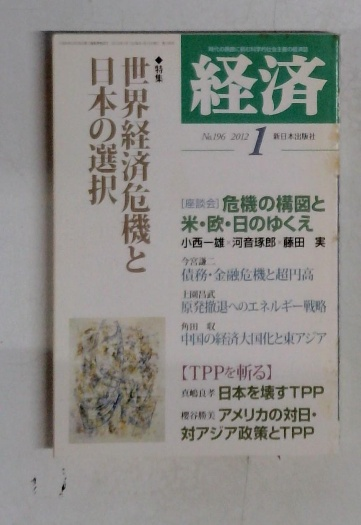 経済
No.196 2012 1 新日本出版社
◆特集
世界経済危機と
日本の選択
[座談会] 危機の構図と
米・欧・日のゆくえ
小西一雄×河音琢郎×藤田 実
今宮謙二
債務・金融危機と超円高
上園昌武
原発撤退へのエネルギー戦略
角田 収
中国の経済大国化と東アジア
【TPPを斬る】
真嶋良孝 日本を壊すTPP
櫻谷勝美 アメリカの対日・
対アジア政策とTPP